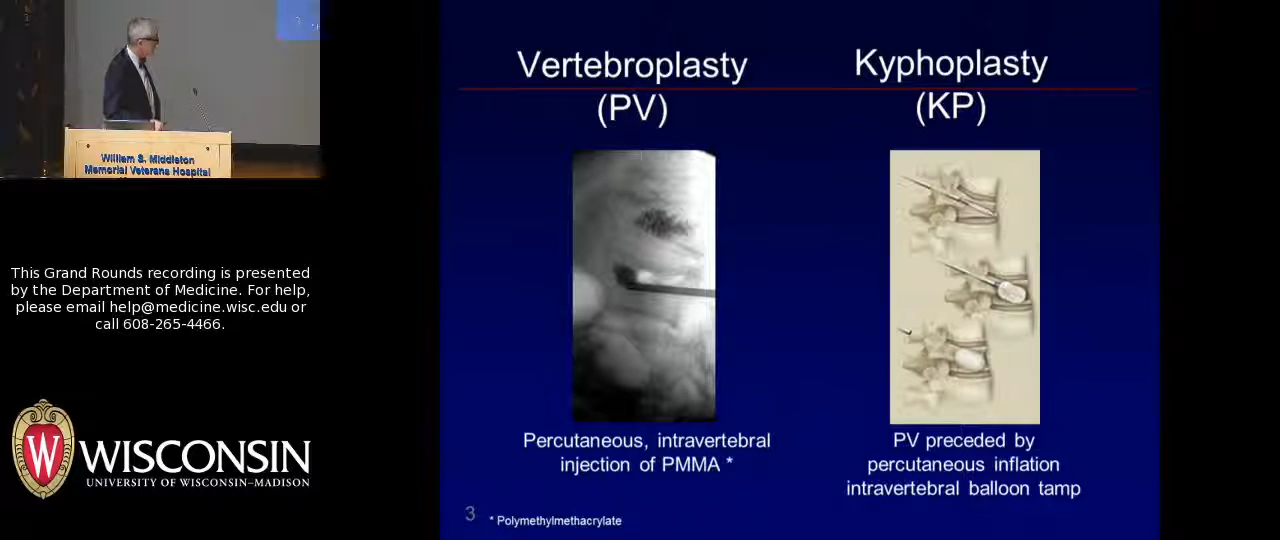 William S. Middleton
Memorial Veterans Hospital
This Grand Rounds recording is presented
by the Department of Medicine. For help,
please email help@medicine.wisc.edu or
call 608-265-4466.
W
WISCONSIN
UNIVERSITY OF WISCONSIN–MADISON
Vertebroplasty
(PV)
Percutaneous, intravertebral
injection of PMMA *
Kyphoplasty
(KP)
PV preceded by
percutaneous inflation
intravertebral balloon tamp
3
* Polymethylmethacrylate